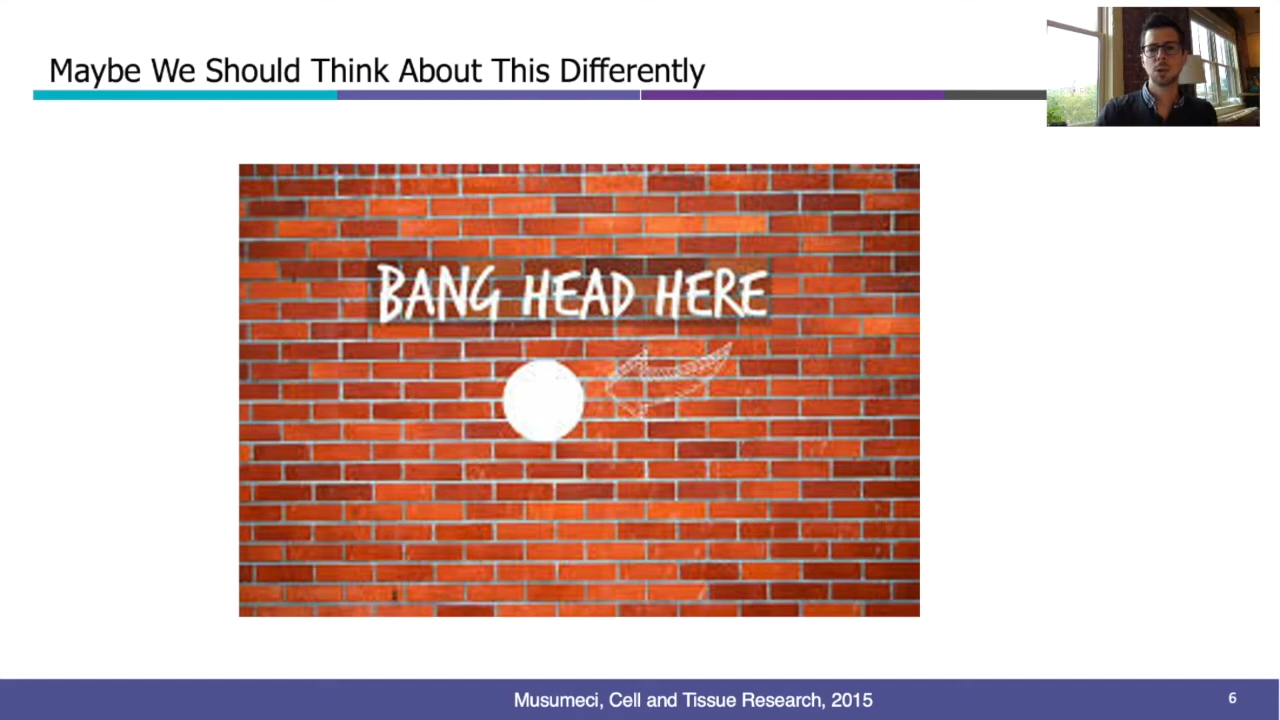 Maybe We Should Think About This Differently
BANG HEAD HERE
Musumeci, Cell and Tissue Research, 2015
6